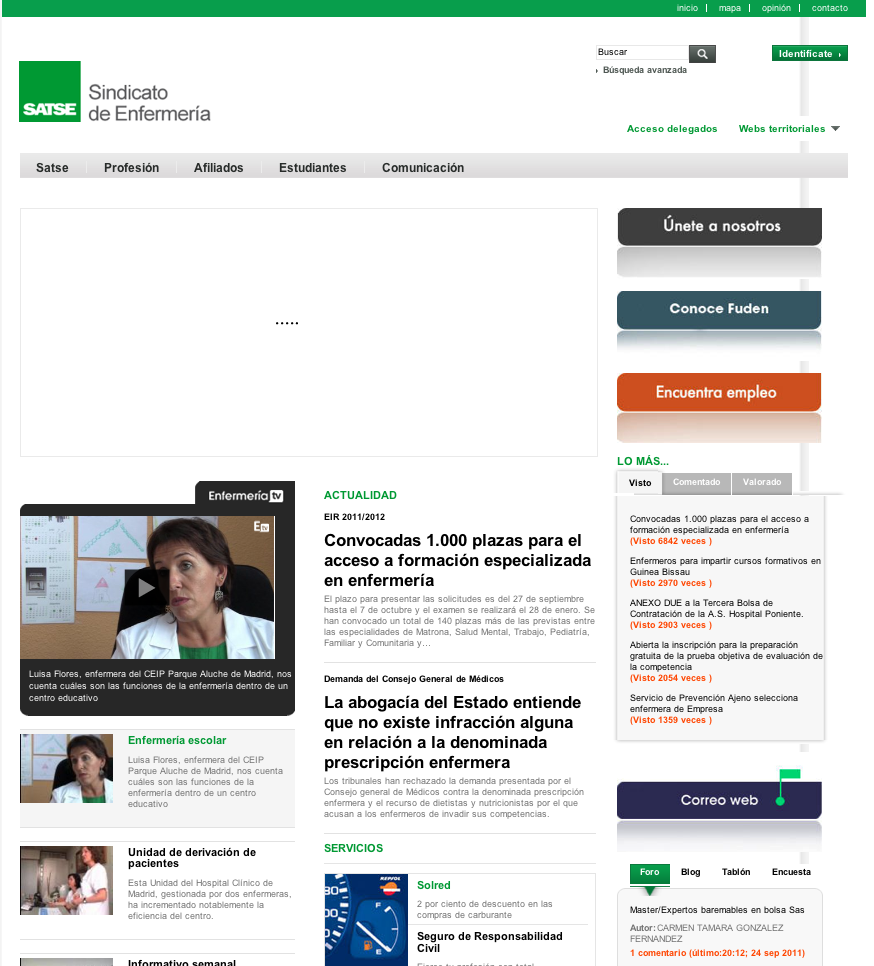 inicio | mapa | opinión | contacto
Buscar
Identifícate
Búsqueda avanzada
SATSE
Sindicato
de Enfermería
Acceso delegados
Webs territoriales
Satse
Profesión
Afiliados
Estudiantes
Comunicación
.....
Únete a nosotros
Conoce Fuden
Encuentra empleo
LO MÁS...
Visto
Comentado
Valorado
Convocadas 1.000 plazas para el acceso a
formación especializada en enfermería
(Visto 6842 veces )
Enfermeros para impartir cursos formativos en
Guinea Bissau
(Visto 2970 veces )
ANEXO DUE a la Tercera Bolsa de
Contratación de la A.S. Hospital Poniente.
(Visto 2903 veces )
Abierta la inscripción para la preparación
gratuita de la prueba objetiva de evaluación de
la competencia
(Visto 2054 veces )
Servicio de Prevención Ajeno selecciona
enfermera de Empresa
(Visto 1359 veces )
Correo web
Foro
Blog
Tablón
Encuesta
Master/Expertos baremables en bolsa Sas
Autor: CARMEN TAMARA GONZALEZ
FERNANDEZ
1 comentario (último:20:12; 24 sep 2011)
Enfermería tv
E tv
Luisa Flores, enfermera del CEIP Parque Aluche de Madrid, nos
cuenta cuáles son las funciones de la enfermería dentro de un
centro educativo
Enfermería escolar
Luisa Flores, enfermera del CEIP
Parque Aluche de Madrid, nos cuenta
cuáles son las funciones de la
enfermería dentro de un centro
educativo
Unidad de derivación de
pacientes
Esta Unidad del Hospital Clínico de
Madrid, gestionada por dos enfermeras,
ha incrementado notablemente la
eficiencia del centro.
Informativo semanal
ACTUALIDAD
EIR 2011/2012
Convocadas 1.000 plazas para el
acceso a formación especializada
en enfermería
El plazo para presentar las solicitudes es del 27 de septiembre
hasta el 7 de octubre y el examen se realizará el 28 de enero. Se
han convocado un total de 140 plazas más de las previstas entre
las especialidades de Matrona, Salud Mental, Trabajo, Pediatría,
Familiar y Comunitaria y...
Demanda del Consejo General de Médicos
La abogacía del Estado entiende
que no existe infracción alguna
en relación a la denominada
prescripción enfermera
Los tribunales han rechazado la demanda presentada por el
Consejo general de Médicos contra la denominada prescripción
enfermera y el recurso de dietistas y nutricionistas por el que
acusan a los enfermeros de invadir sus competencias.
SERVICIOS
REPSOL
80
100
120
F
E
Solred
2 por ciento de descuento en las
compras de carburante
Seguro de Responsabilidad
Civil
Ejerce tu profesión con total